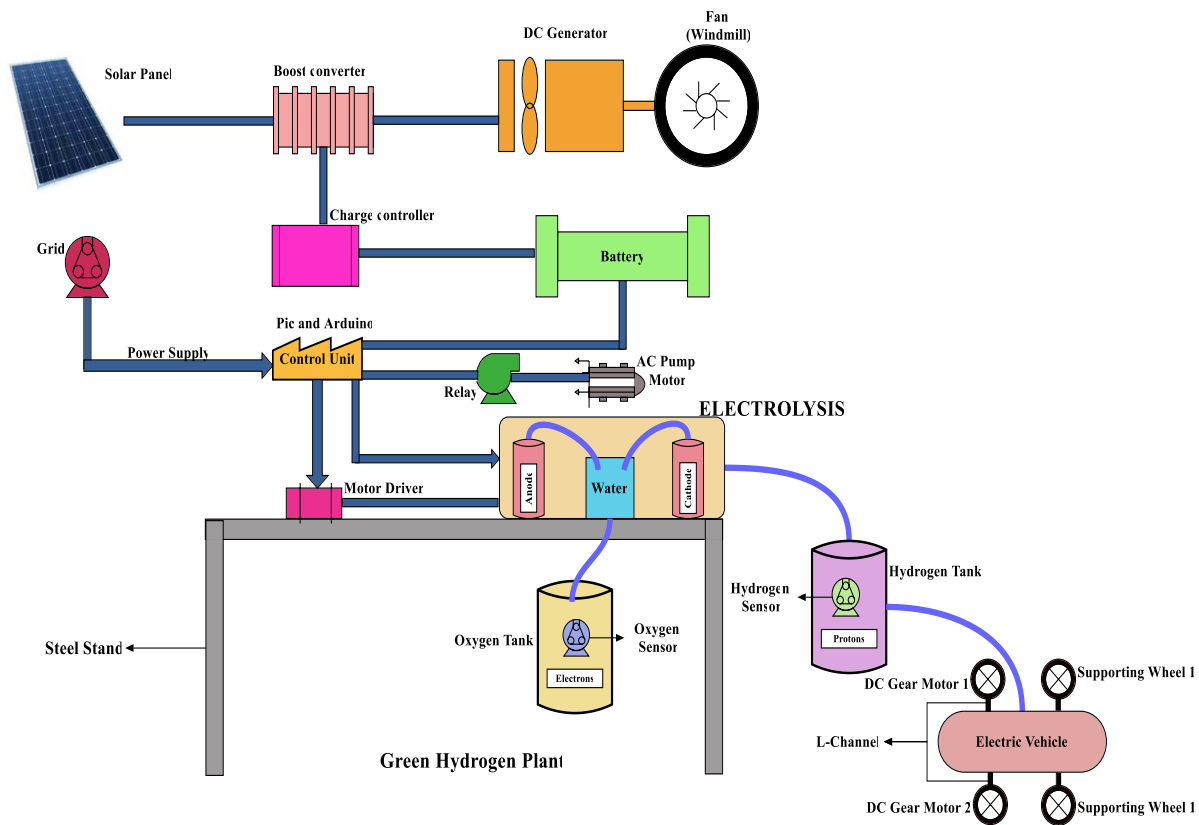 Fan
(Windmill)
DC Generator
Solar Panel
Boost converter
Charge controller
Grid
Battery
Pic and Arduino
Power Supply
Control Unit
AC Pump
Motor
Relay
ELECTROLYSIS
Anode
Water
Cathode
Motor Driver
Hydrogen Tank
Hydrogen
Sensor
Protons
Oxygen Tank
Oxygen
Sensor
Electrons
Steel Stand
DC Gear Motor 1
Supporting Wheel 1
L-Channel
Electric Vehicle
Green Hydrogen Plant
DC Gear Motor 2
Supporting Wheel 1